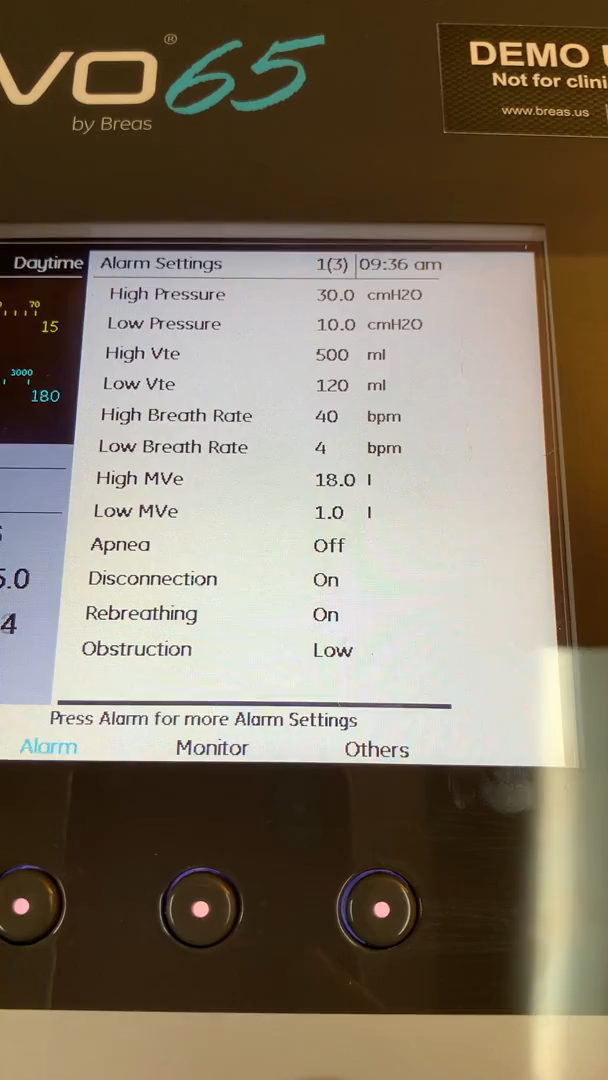 VO65®
by Breas
DEMO
Not for clini
www.breas.us
Daytime
Alarm Settings 1(3) 09:36 am
70
15
3000
180
High Pressure 30.0 cmH2O
Low Pressure 10.0 cmH2O
High Vte 500 ml
Low Vte 120 ml
High Breath Rate 40 bpm
Low Breath Rate 4 bpm
High MVe 18.0 l
Low MVe 1.0 l
Apnea Off
Disconnection On
Rebreathing On
Obstruction Low
5.0
4
Press Alarm for more Alarm Settings
Alarm Monitor Others